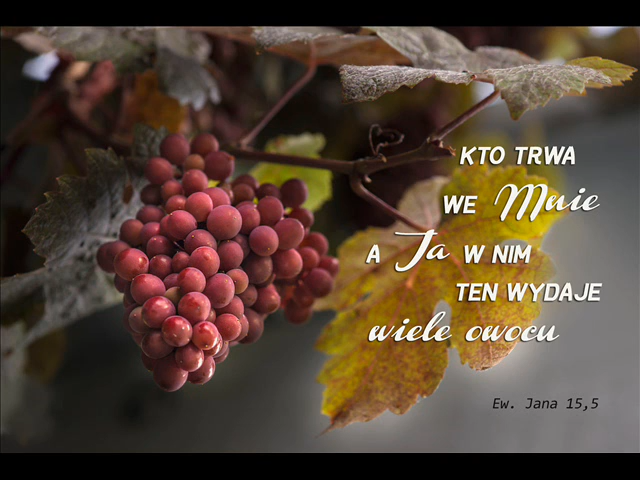 KTO TRWA
WE Mnie
A Ja W NIM
TEN WYDAJE
wiele owocu
Ew. Jana 15,5